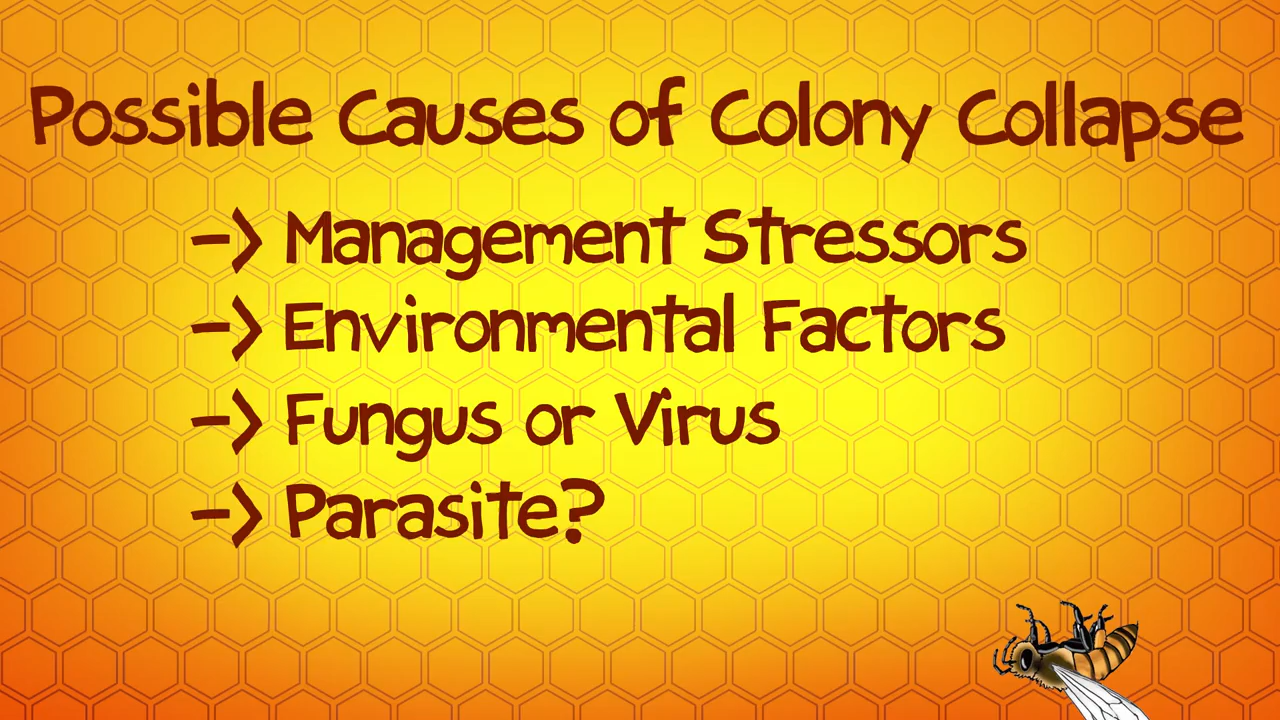 Possible Causes of Colony Collapse
-> Management Stressors
-> Environmental Factors
-> Fungus or Virus
-> Parasite?